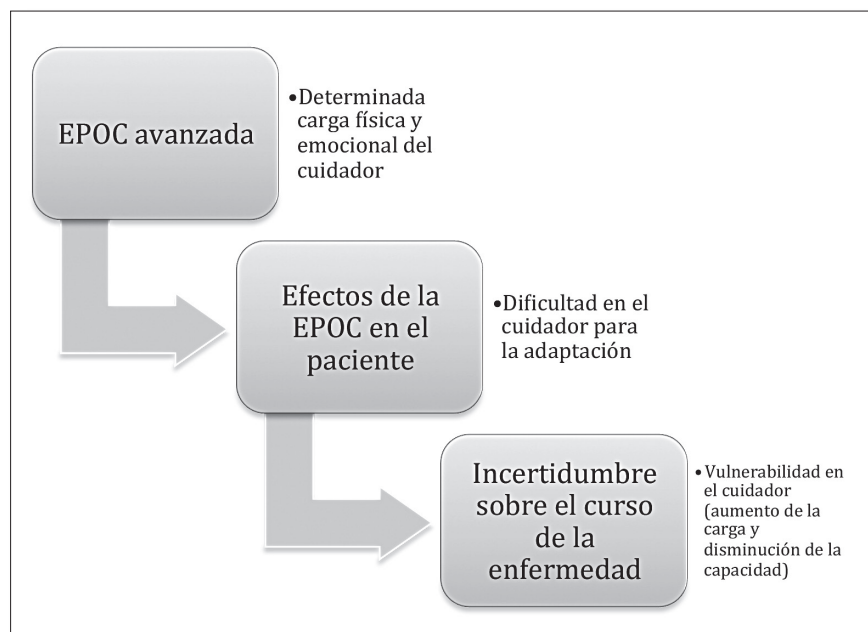 EPOC avanzada
•Determinada
carga física y
emocional del
cuidador
Efectos de la
EPOC en el
paciente
•Dificultad en el
cuidador para
la adaptación
Incertidumbre
sobre el curso
de la
enfermedad
•Vulnerabilidad en
el cuidador
(aumento de la
carga y
disminución de la
capacidad)